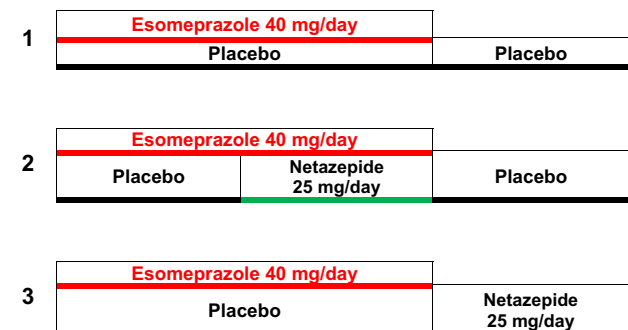 1
Esomeprazole 40 mg/day
Placebo Placebo
2
Esomeprazole 40 mg/day
Placebo Netazepide 25 mg/day Placebo
3
Esomeprazole 40 mg/day
Placebo Netazepide 25 mg/day